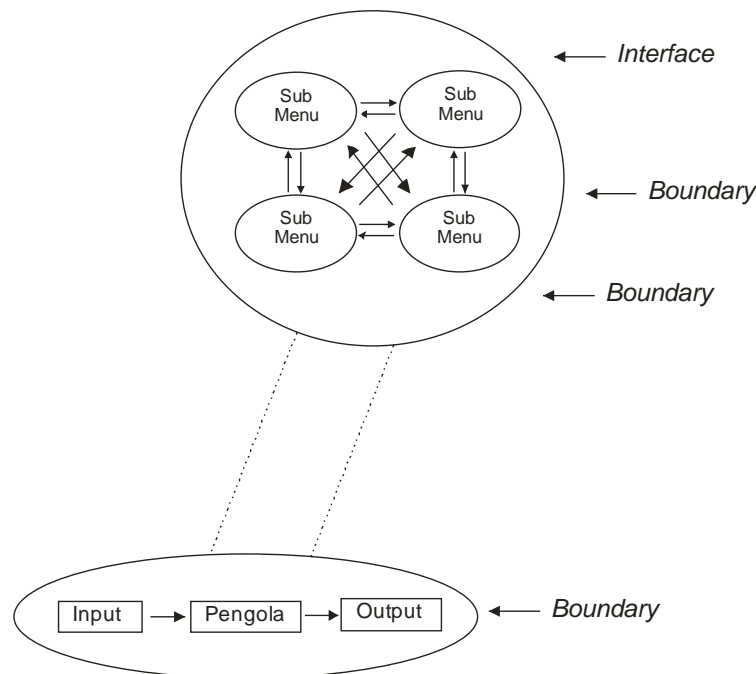 Interface
Sub
Menu
Sub
Menu
Boundary
Sub
Menu
Sub
Menu
Boundary
Input
Pengola
Output
Boundary